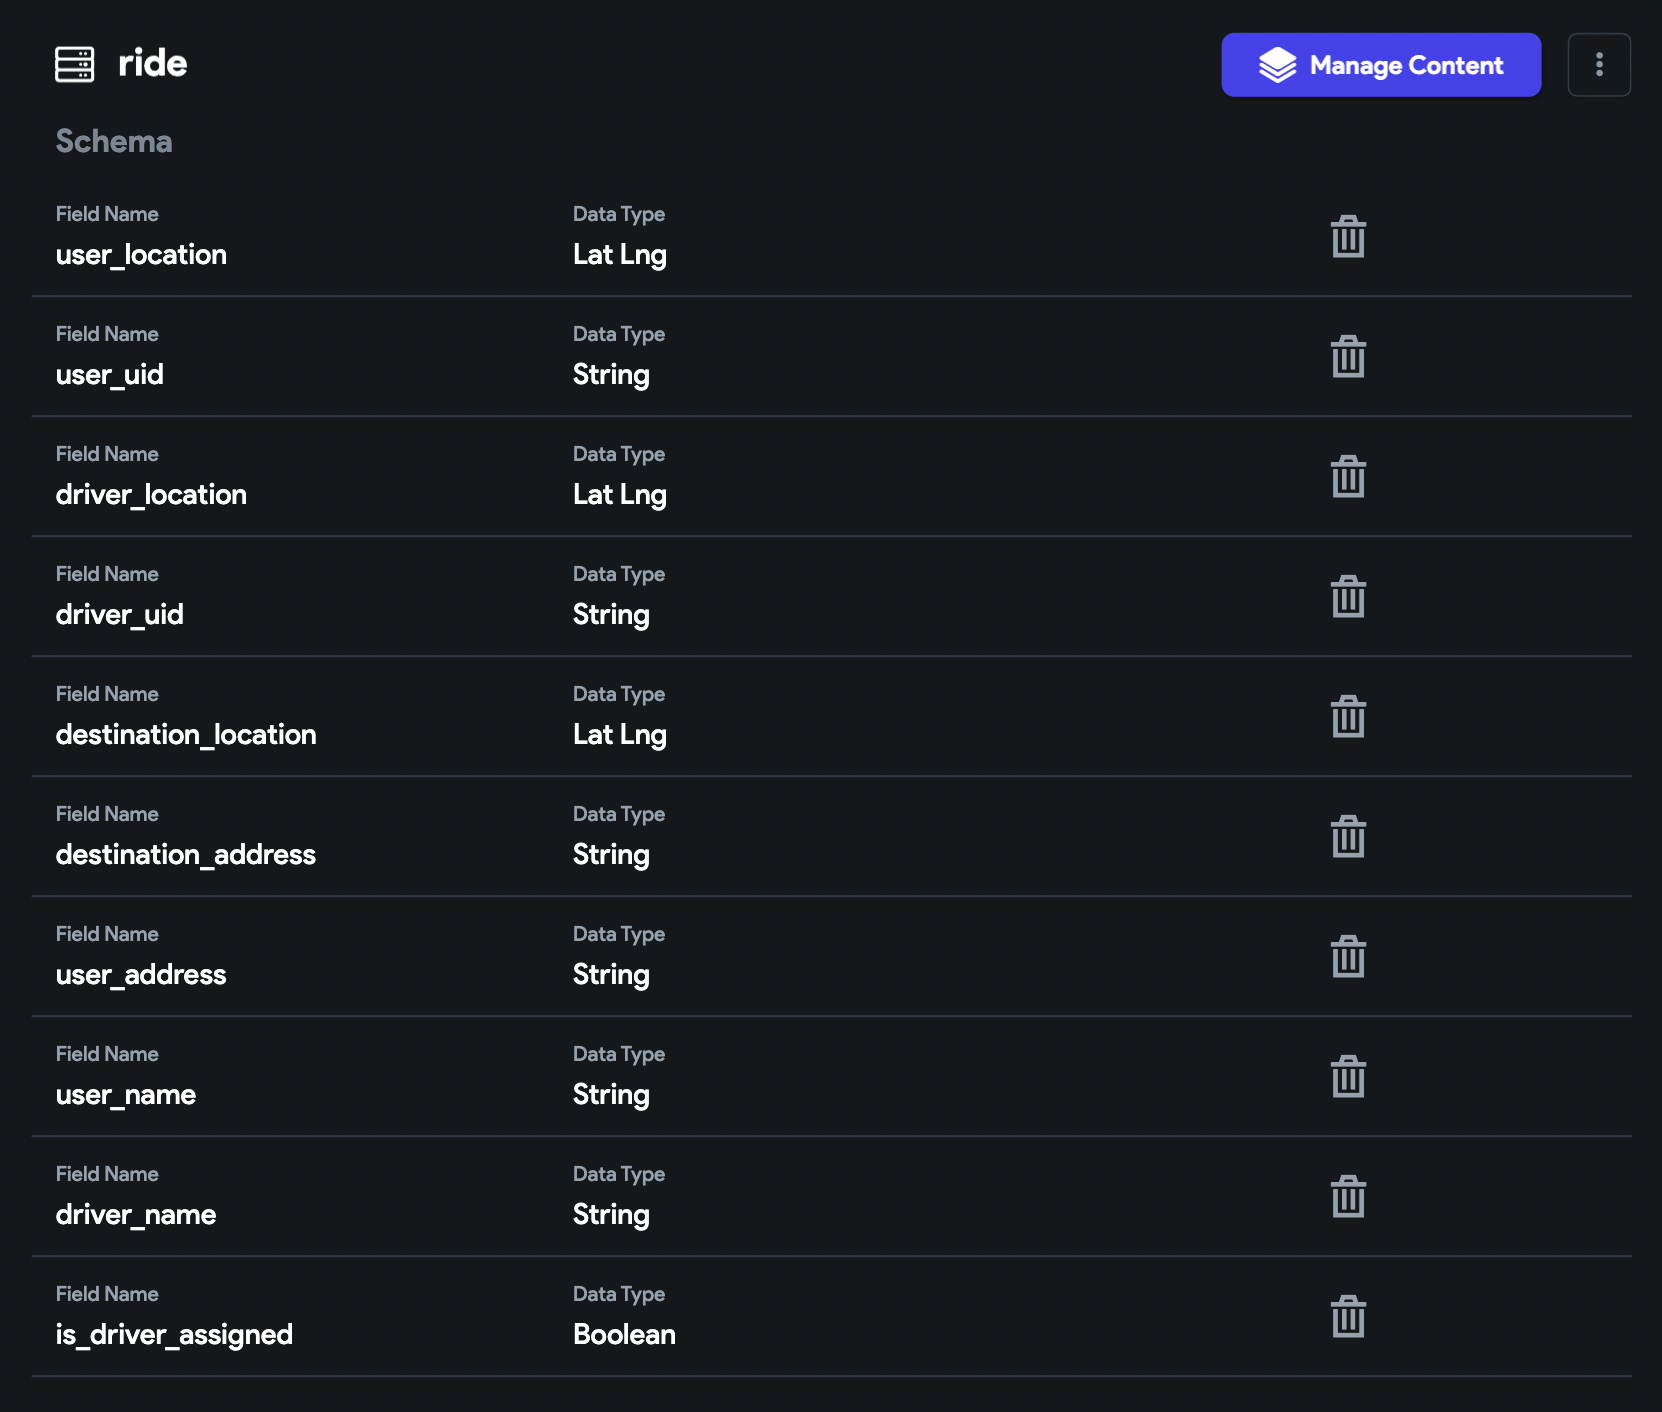 ride
Manage Content
Schema
Field Name Data Type
user_location Lat Lng
Field Name Data Type
user_uid String
Field Name Data Type
driver_location Lat Lng
Field Name Data Type
driver_uid String
Field Name Data Type
destination_location Lat Lng
Field Name Data Type
destination_address String
Field Name Data Type
user_address String
Field Name Data Type
user_name String
Field Name Data Type
driver_name String
Field Name Data Type
is_driver_assigned Boolean